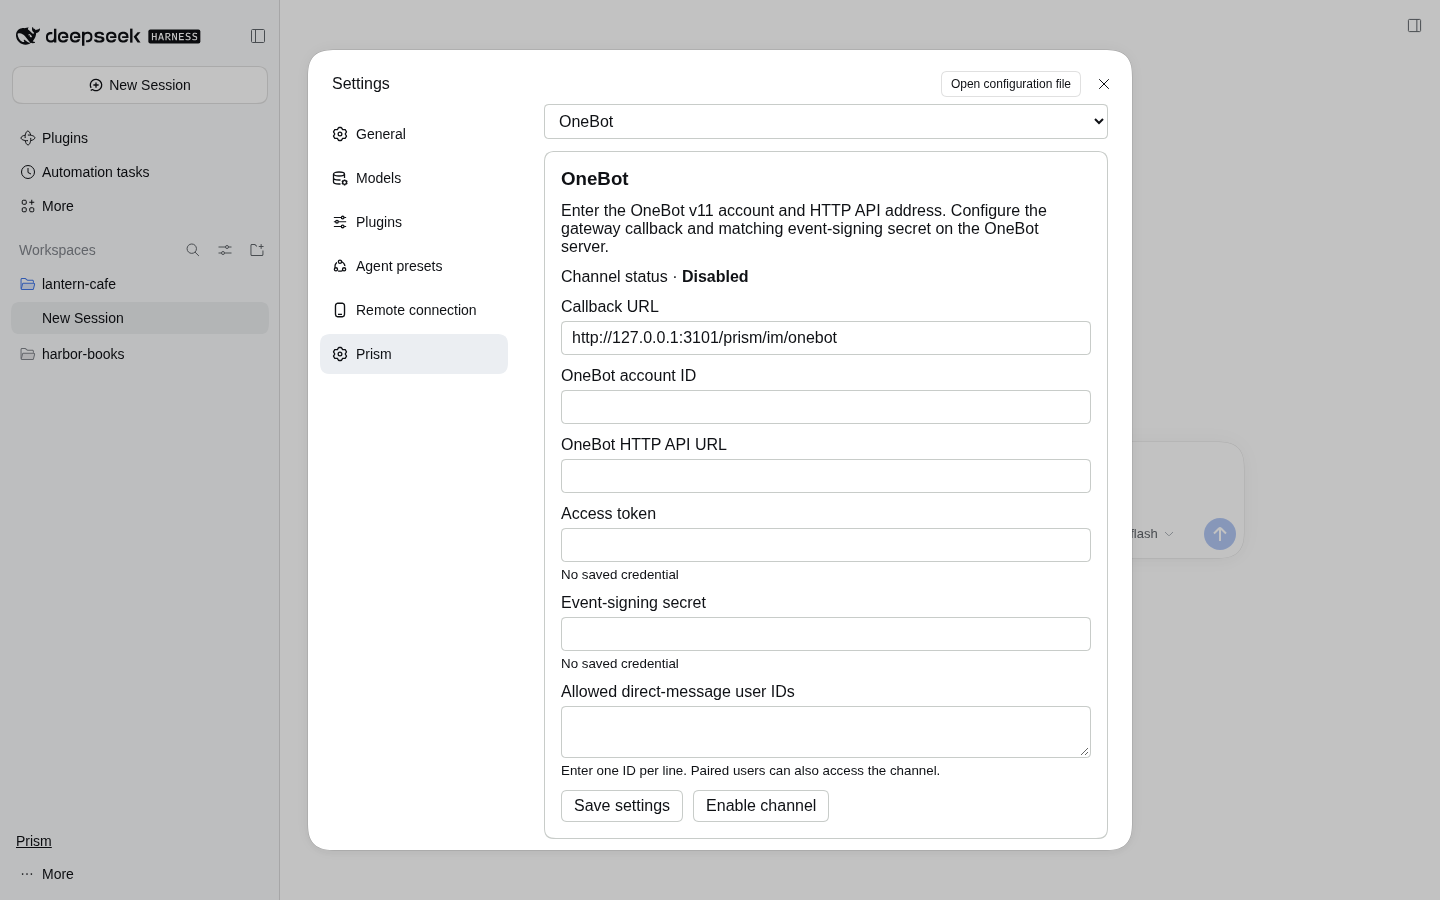 deepseek HARNESS
New Session
Plugins
Automation tasks
More
Workspaces
lantern-cafe
New Session
harbor-books
Prism
More
Settings
Open configuration file
General
Models
Plugins
Agent presets
Remote connection
Prism
OneBot
OneBot
Enter the OneBot v11 account and HTTP API address. Configure the
gateway callback and matching event-signing secret on the OneBot
server.
Channel status · Disabled
Callback URL
http://127.0.0.1:3101/prism/im/onebot
OneBot account ID
OneBot HTTP API URL
Access token
No saved credential
Event-signing secret
No saved credential
Allowed direct-message user IDs
Enter one ID per line. Paired users can also access the channel.
Save settings
Enable channel
flash